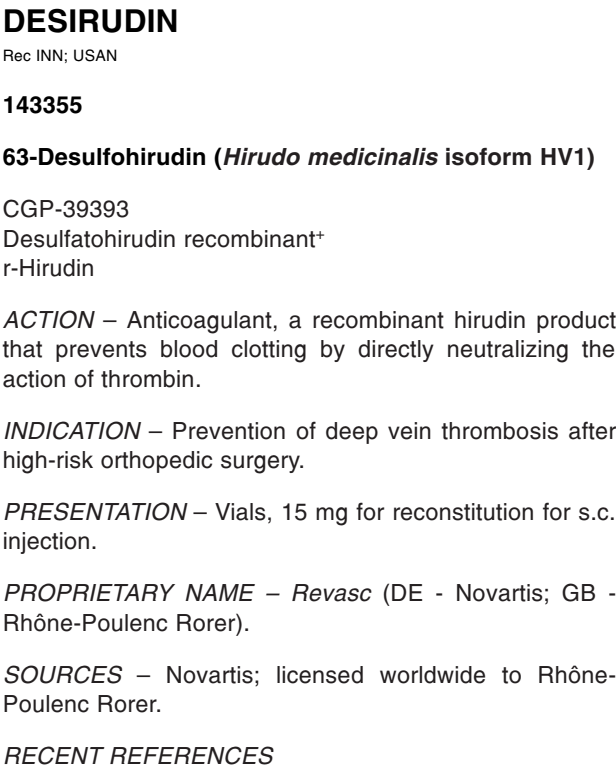 DESIRUDIN
Rec INN; USAN
143355
63-Desulfohirudin (Hirudo medicinalis isoform HV1)
CGP-39393
Desulfatohirudin recombinant+
r-Hirudin
ACTION – Anticoagulant, a recombinant hirudin product
that prevents blood clotting by directly neutralizing the
action of thrombin.
INDICATION – Prevention of deep vein thrombosis after
high-risk orthopedic surgery.
PRESENTATION – Vials, 15 mg for reconstitution for s.c.
injection.
PROPRIETARY NAME – Revasc (DE - Novartis; GB -
Rhône-Poulenc Rorer).
SOURCES – Novartis; licensed worldwide to Rhône-
Poulenc Rorer.
RECENT REFERENCES